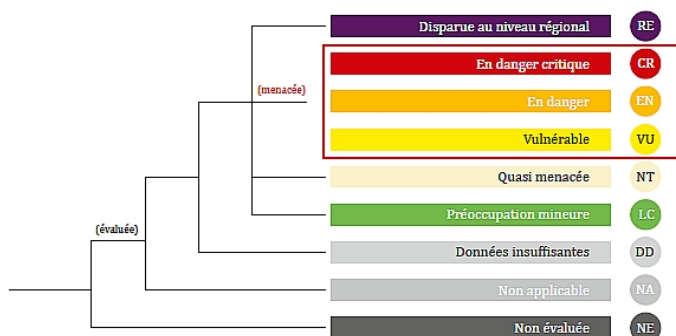 Disparue au niveau régional RE
En danger critique CR
(menacée)
En danger EN
Vulnérable VU
Quasi menacée NT
Préoccupation mineure LC
(évaluée)
Données insuffisantes DD
Non applicable NA
Non évaluée NE